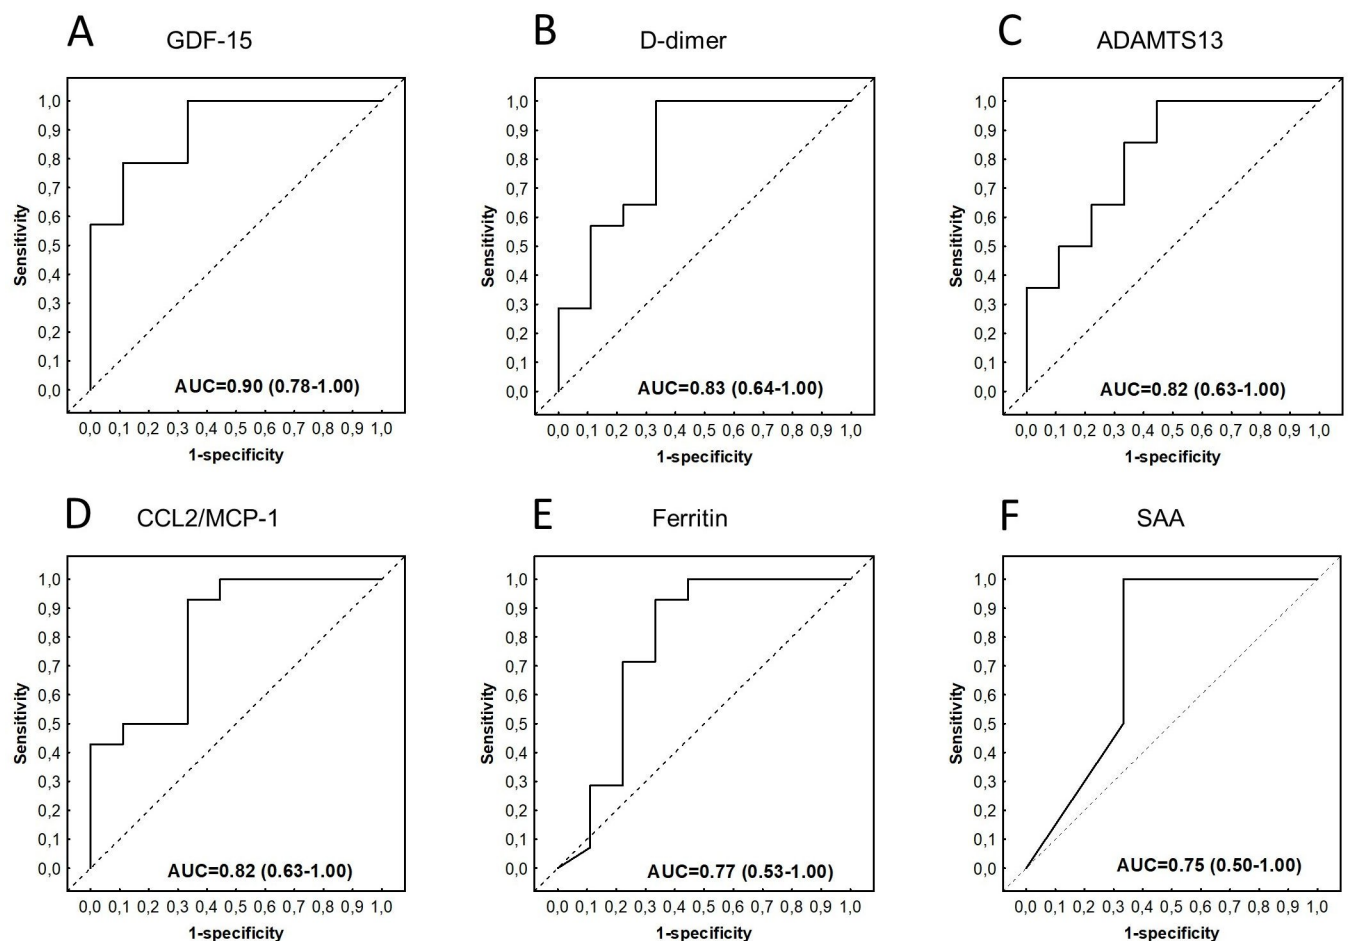 A GDF-15
1,0
0,9
0,8
0,7
0,6
0,5
0,4
0,3
0,2
0,1
0,0
Sensitivity
AUC=0.90 (0.78-1.00)
0,0 0,1 0,2 0,3 0,4 0,5 0,6 0,7 0,8 0,9 1,0
1-specificity
B D-dimer
1,0
0,9
0,8
0,7
0,6
0,5
0,4
0,3
0,2
0,1
0,0
Sensitivity
AUC=0.83 (0.64-1.00)
0,0 0,1 0,2 0,3 0,4 0,5 0,6 0,7 0,8 0,9 1,0
1-specificity
C ADAMTS13
1,0
0,9
0,8
0,7
0,6
0,5
0,4
0,3
0,2
0,1
0,0
Sensitivity
AUC=0.82 (0.63-1.00)
0,0 0,1 0,2 0,3 0,4 0,5 0,6 0,7 0,8 0,9 1,0
1-specificity
D CCL2/MCP-1
1,0
0,9
0,8
0,7
0,6
0,5
0,4
0,3
0,2
0,1
0,0
Sensitivity
AUC=0.82 (0.63-1.00)
0,0 0,1 0,2 0,3 0,4 0,5 0,6 0,7 0,8 0,9 1,0
1-specificity
E Ferritin
1,0
0,9
0,8
0,7
0,6
0,5
0,4
0,3
0,2
0,1
0,0
Sensitivity
AUC=0.77 (0.53-1.00)
0,0 0,1 0,2 0,3 0,4 0,5 0,6 0,7 0,8 0,9 1,0
1-specificity
F SAA
1,0
0,9
0,8
0,7
0,6
0,5
0,4
0,3
0,2
0,1
0,0
Sensitivity
AUC=0.75 (0.50-1.00)
0,0 0,1 0,2 0,3 0,4 0,5 0,6 0,7 0,8 0,9 1,0
1-specificity